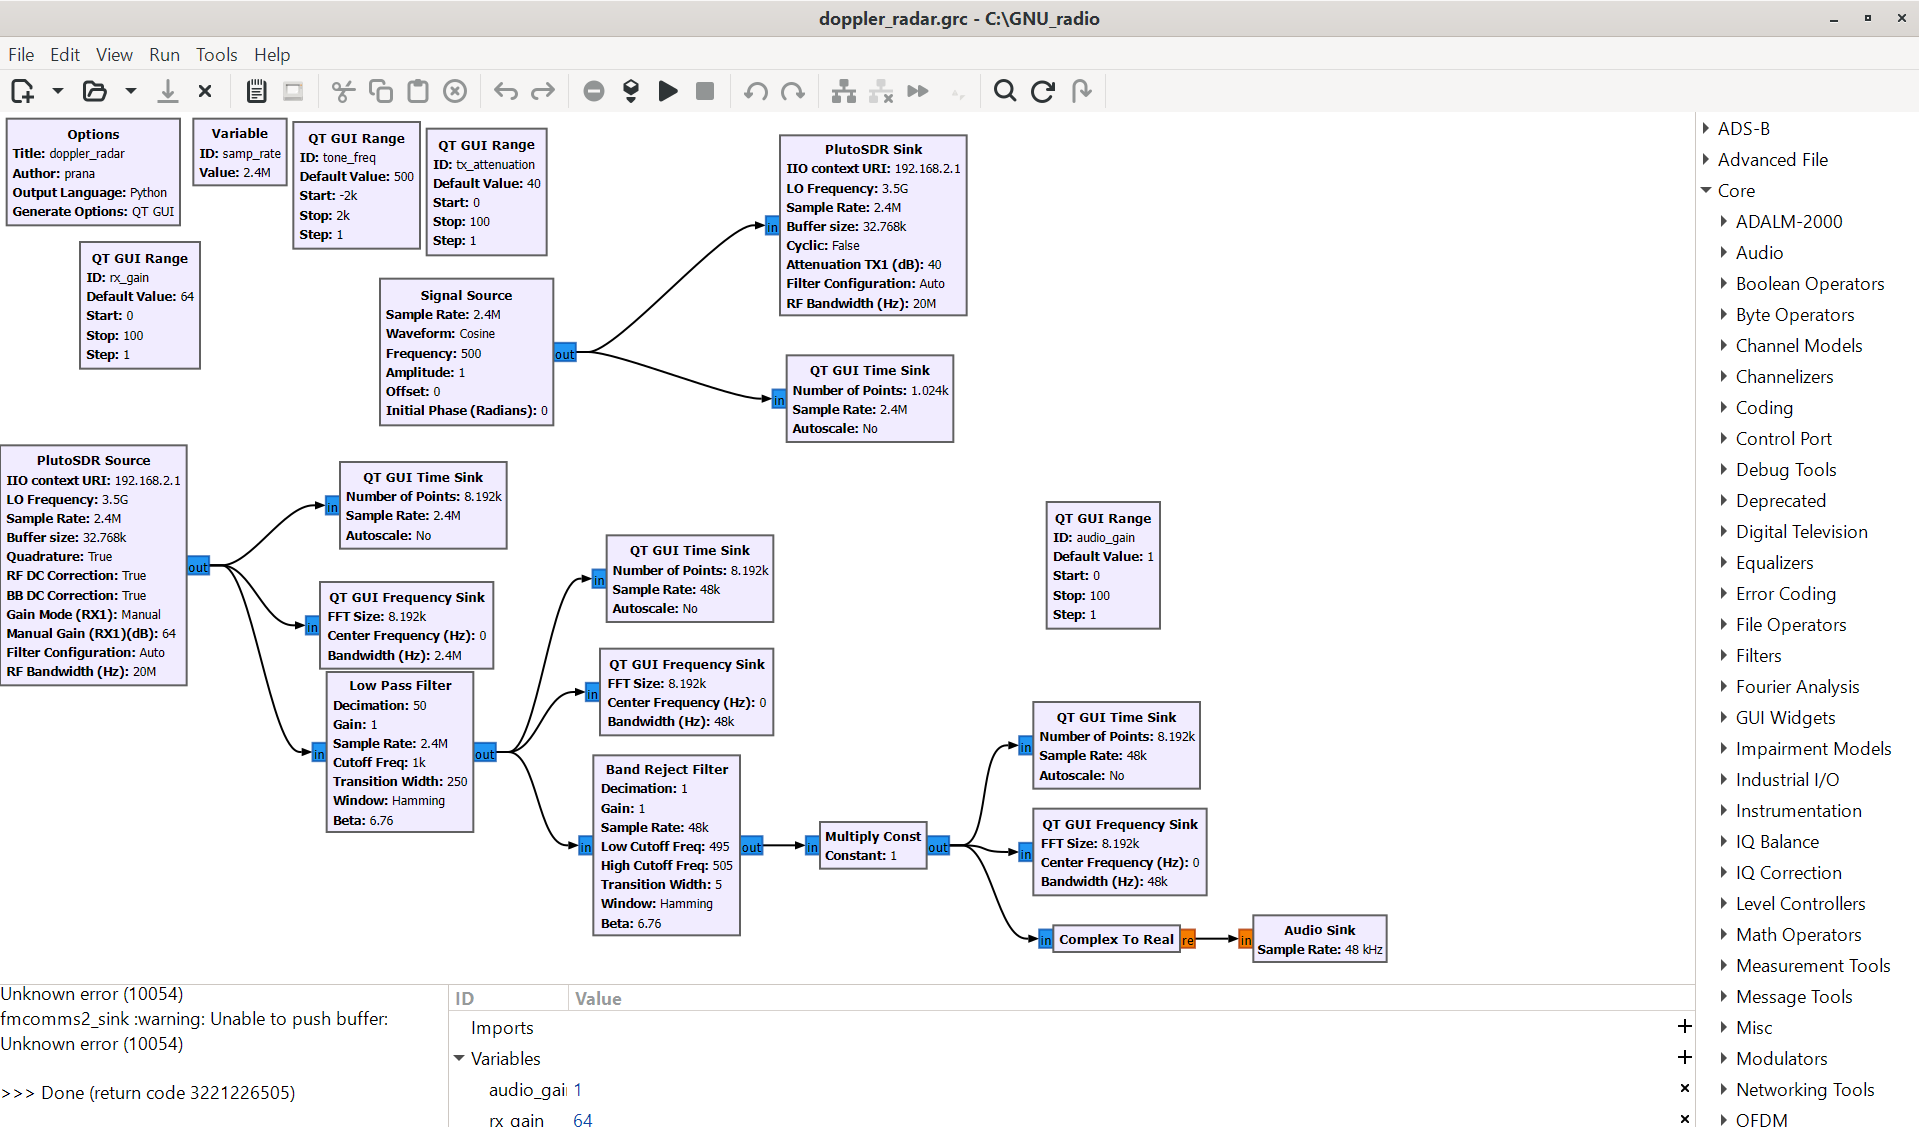 doppler_radar.grc - C:\GNU_radio
File Edit View Run Tools Help
Options
Title: doppler_radar
Author: prana
Output Language: Python
Generate Options: QT GUI
Variable
ID: samp_rate
Value: 2.4M
QT GUI Range
ID: tone_freq
Default Value: 500
Start: -2k
Stop: 2k
Step: 1
QT GUI Range
ID: tx_attenuation
Default Value: 40
Start: 0
Stop: 100
Step: 1
QT GUI Range
ID: rx_gain
Default Value: 64
Start: 0
Stop: 100
Step: 1
Signal Source
Sample Rate: 2.4M
Waveform: Cosine
Frequency: 500
Amplitude: 1
Offset: 0
Initial Phase (Radians): 0
out
in
PlutoSDR Sink
IIO context URI: 192.168.2.1
LO Frequency: 3.5G
Sample Rate: 2.4M
Buffer size: 32.768k
Cyclic: False
Attenuation TX1 (dB): 40
Filter Configuration: Auto
RF Bandwidth (Hz): 20M
in
QT GUI Time Sink
Number of Points: 1.024k
Sample Rate: 2.4M
Autoscale: No
PlutoSDR Source
IIO context URI: 192.168.2.1
LO Frequency: 3.5G
Sample Rate: 2.4M
Buffer size: 32.768k
Quadrature: True
RF DC Correction: True
BB DC Correction: True
Gain Mode (RX1): Manual
Manual Gain (RX1)(dB): 64
Filter Configuration: Auto
RF Bandwidth (Hz): 20M
out
in
QT GUI Time Sink
Number of Points: 8.192k
Sample Rate: 2.4M
Autoscale: No
in
QT GUI Frequency Sink
FFT Size: 8.192k
Center Frequency (Hz): 0
Bandwidth (Hz): 2.4M
in
Low Pass Filter
Decimation: 50
Gain: 1
Sample Rate: 2.4M
Cutoff Freq: 1k
Transition Width: 250
Window: Hamming
Beta: 6.76
out
in
QT GUI Time Sink
Number of Points: 8.192k
Sample Rate: 48k
Autoscale: No
in
QT GUI Frequency Sink
FFT Size: 8.192k
Center Frequency (Hz): 0
Bandwidth (Hz): 48k
in
Band Reject Filter
Decimation: 1
Gain: 1
Sample Rate: 48k
Low Cutoff Freq: 495
High Cutoff Freq: 505
Transition Width: 5
Window: Hamming
Beta: 6.76
out
in
Multiply Const
Constant: 1
out
QT GUI Range
ID: audio_gain
Default Value: 1
Start: 0
Stop: 100
Step: 1
in
QT GUI Time Sink
Number of Points: 8.192k
Sample Rate: 48k
Autoscale: No
in
QT GUI Frequency Sink
FFT Size: 8.192k
Center Frequency (Hz): 0
Bandwidth (Hz): 48k
in
Complex To Real
re
in
Audio Sink
Sample Rate: 48 kHz
ADS-B
Advanced File
Core
ADALM-2000
Audio
Boolean Operators
Byte Operators
Channel Models
Channelizers
Coding
Control Port
Debug Tools
Deprecated
Digital Television
Equalizers
Error Coding
File Operators
Filters
Fourier Analysis
GUI Widgets
Impairment Models
Industrial I/O
Instrumentation
IQ Balance
IQ Correction
Level Controllers
Math Operators
Measurement Tools
Message Tools
Misc
Modulators
Networking Tools
OFDM
Unknown error (10054)
fmcomms2_sink :warning: Unable to push buffer:
Unknown error (10054)
>>> Done (return code 3221226505)
ID Value
Imports
Variables
audio_gai 1
rx_gain 64